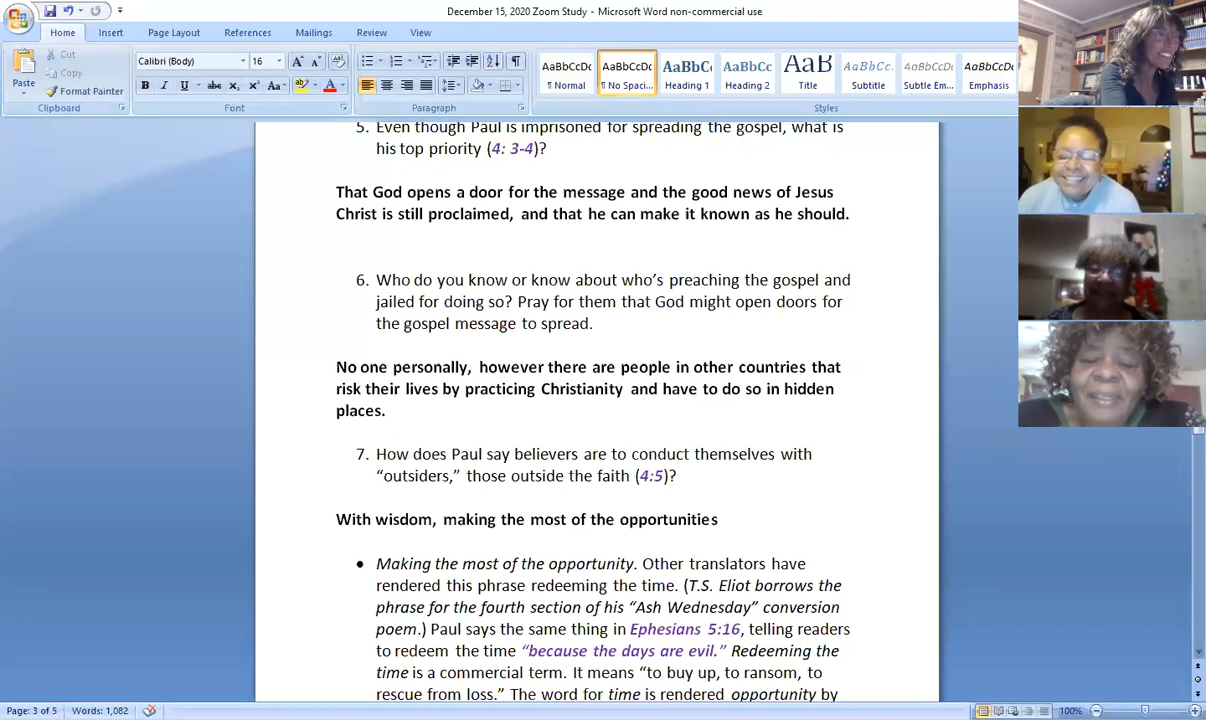 December 15, 2020 Zoom Study - Microsoft Word non-commercial use
Home Insert Page Layout References Mailings Review View
Paste
Cut
Copy
Format Painter
Clipboard
Calibri (Body) 16
B I U abc x₂ x² Aa
Font
Paragraph
AaBbCcDc AaBbCcDc AaBbC AaBbCc AaB AaBbCc. AaBbCcDc AaBbCcDc
¶ Normal ¶ No Spaci... Heading 1 Heading 2 Title Subtitle Subtle Em... Emphasis
Styles
5. Even though Paul is imprisoned for spreading the gospel, what is
his top priority (4: 3-4)?
That God opens a door for the message and the good news of Jesus
Christ is still proclaimed, and that he can make it known as he should.
6. Who do you know or know about who’s preaching the gospel and
jailed for doing so? Pray for them that God might open doors for
the gospel message to spread.
No one personally, however there are people in other countries that
risk their lives by practicing Christianity and have to do so in hidden
places.
7. How does Paul say believers are to conduct themselves with
“outsiders,” those outside the faith (4:5)?
With wisdom, making the most of the opportunities
• Making the most of the opportunity. Other translators have
rendered this phrase redeeming the time. (T.S. Eliot borrows the
phrase for the fourth section of his “Ash Wednesday” conversion
poem.) Paul says the same thing in Ephesians 5:16, telling readers
to redeem the time “because the days are evil.” Redeeming the
time is a commercial term. It means “to buy up, to ransom, to
rescue from loss.” The word for time is rendered opportunity by
Page: 3 of 5 Words: 1,082 100%